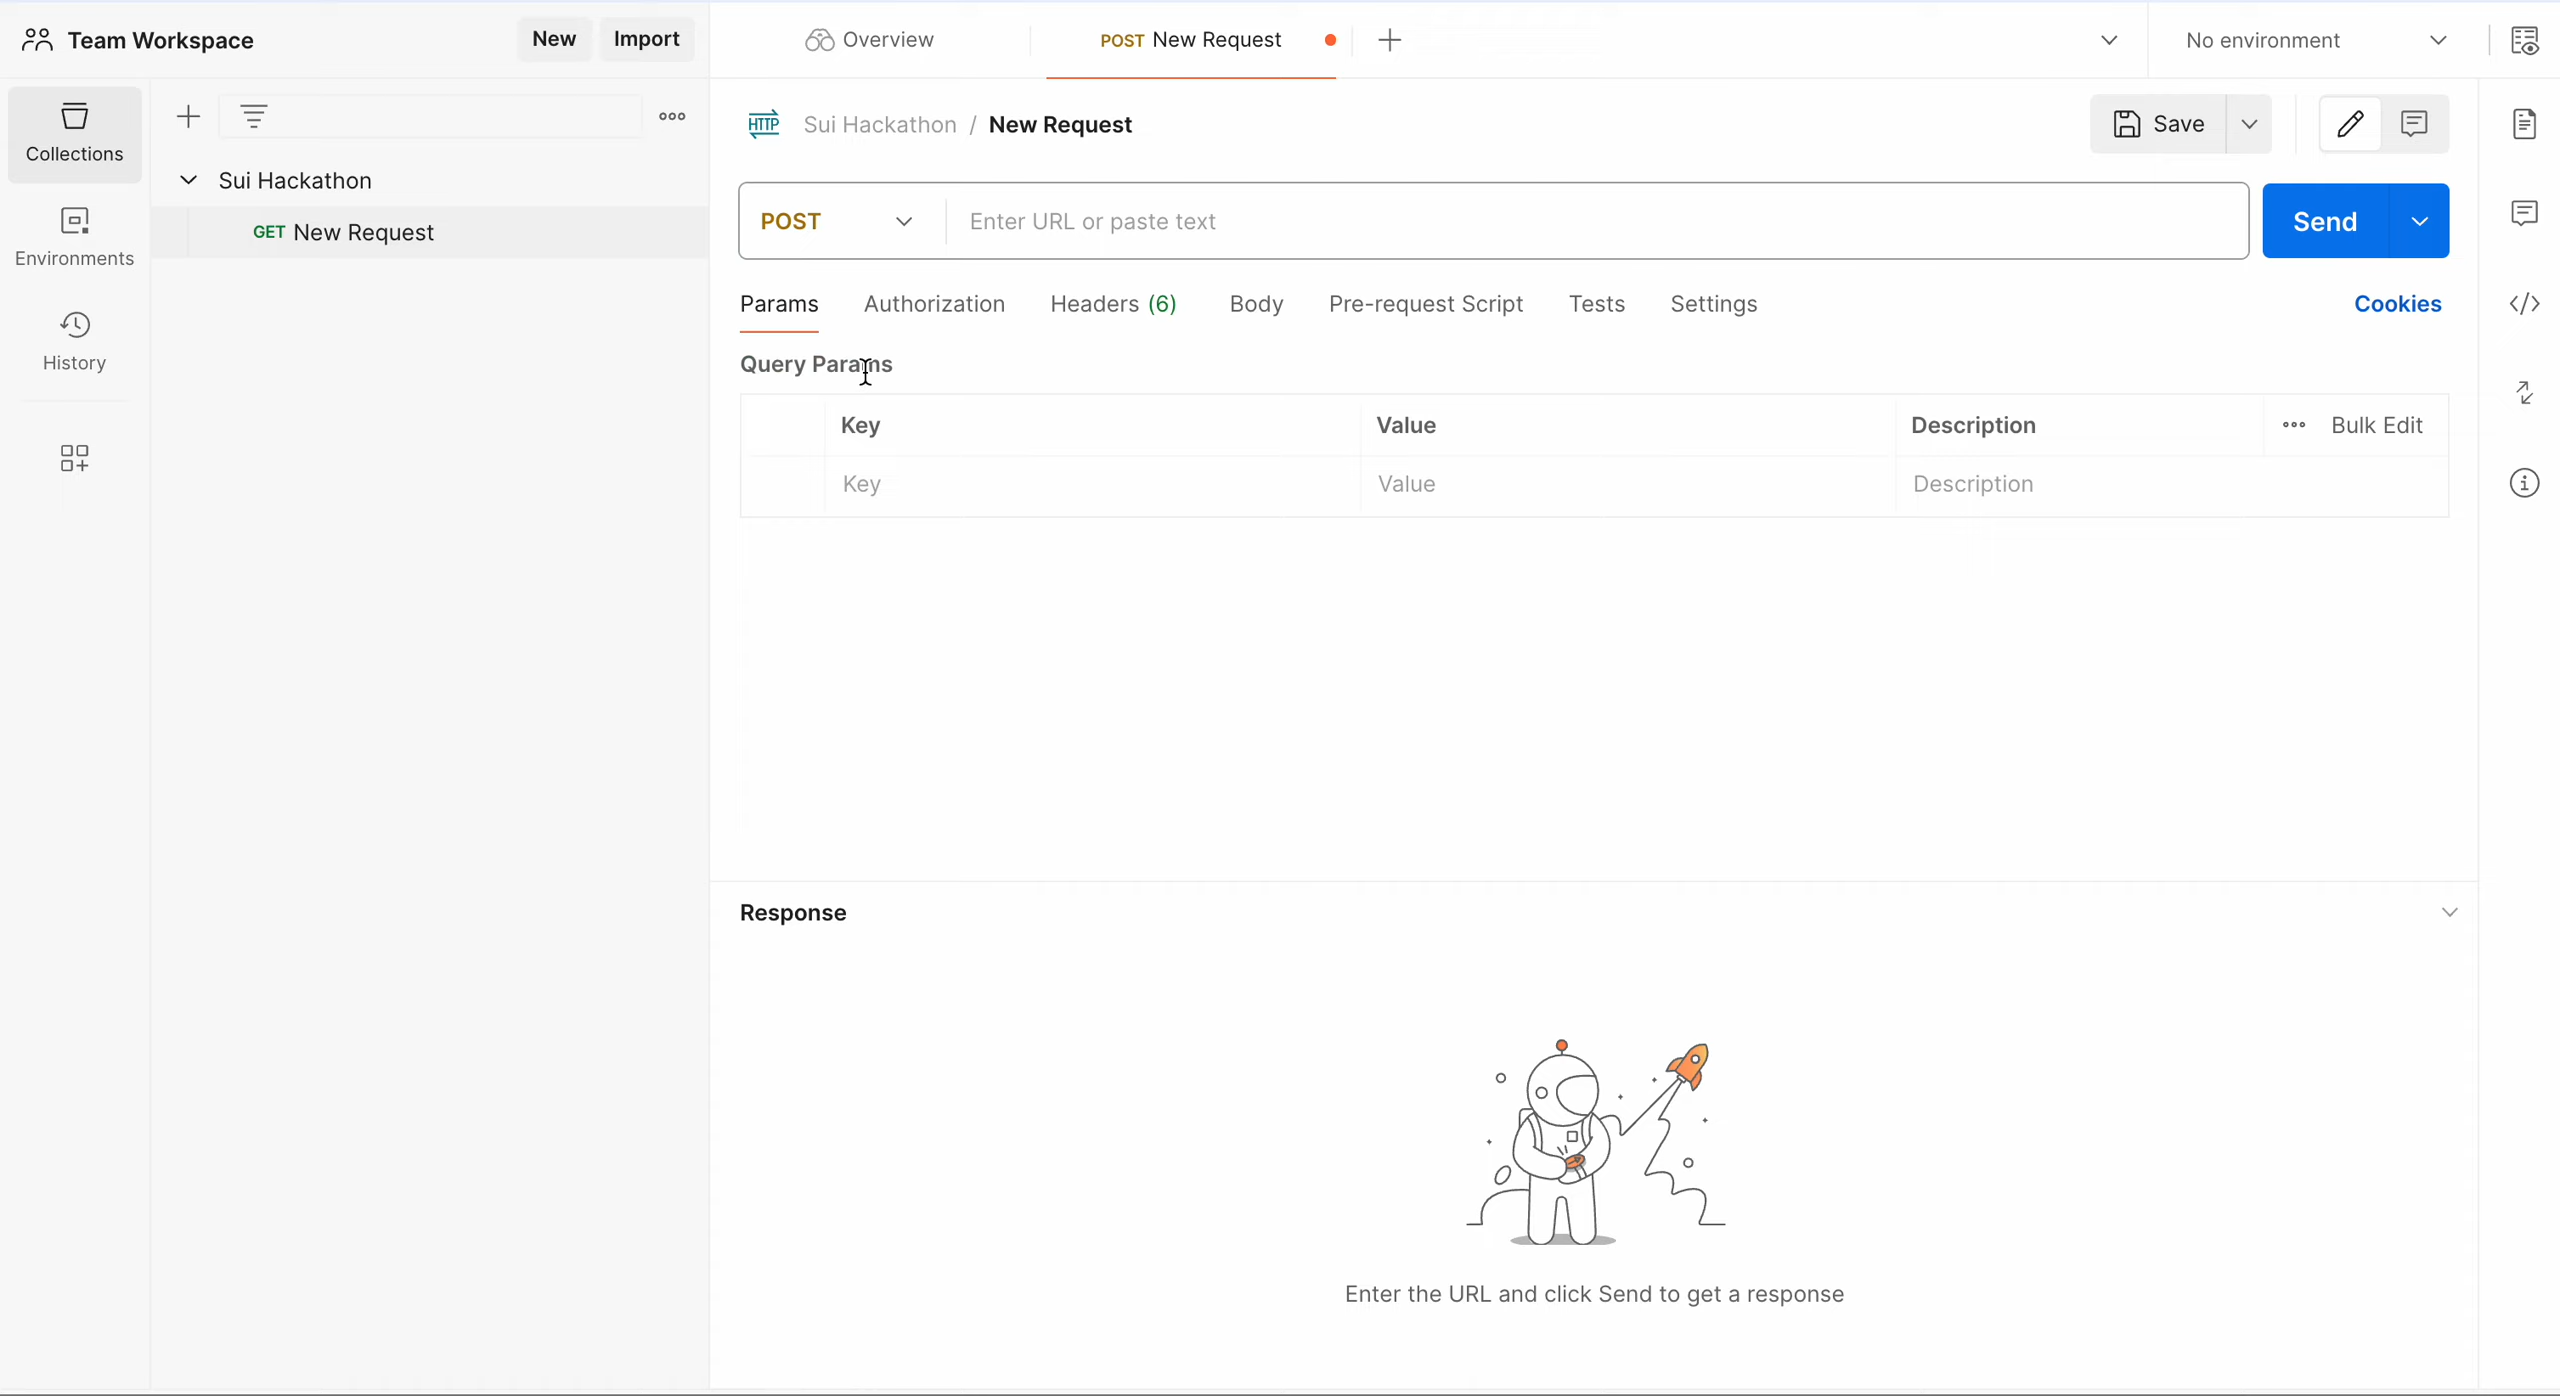 Team Workspace New Import Overview POST New Request No environment
HTTP Sui Hackathon / New Request Save
Collections
Sui Hackathon
POST Enter URL or paste text Send
GET New Request
Environments
Params Authorization Headers (6) Body Pre-request Script Tests Settings Cookies
History
Query Params
Key Value Description Bulk Edit
Key Value Description
Response
Enter the URL and click Send to get a response